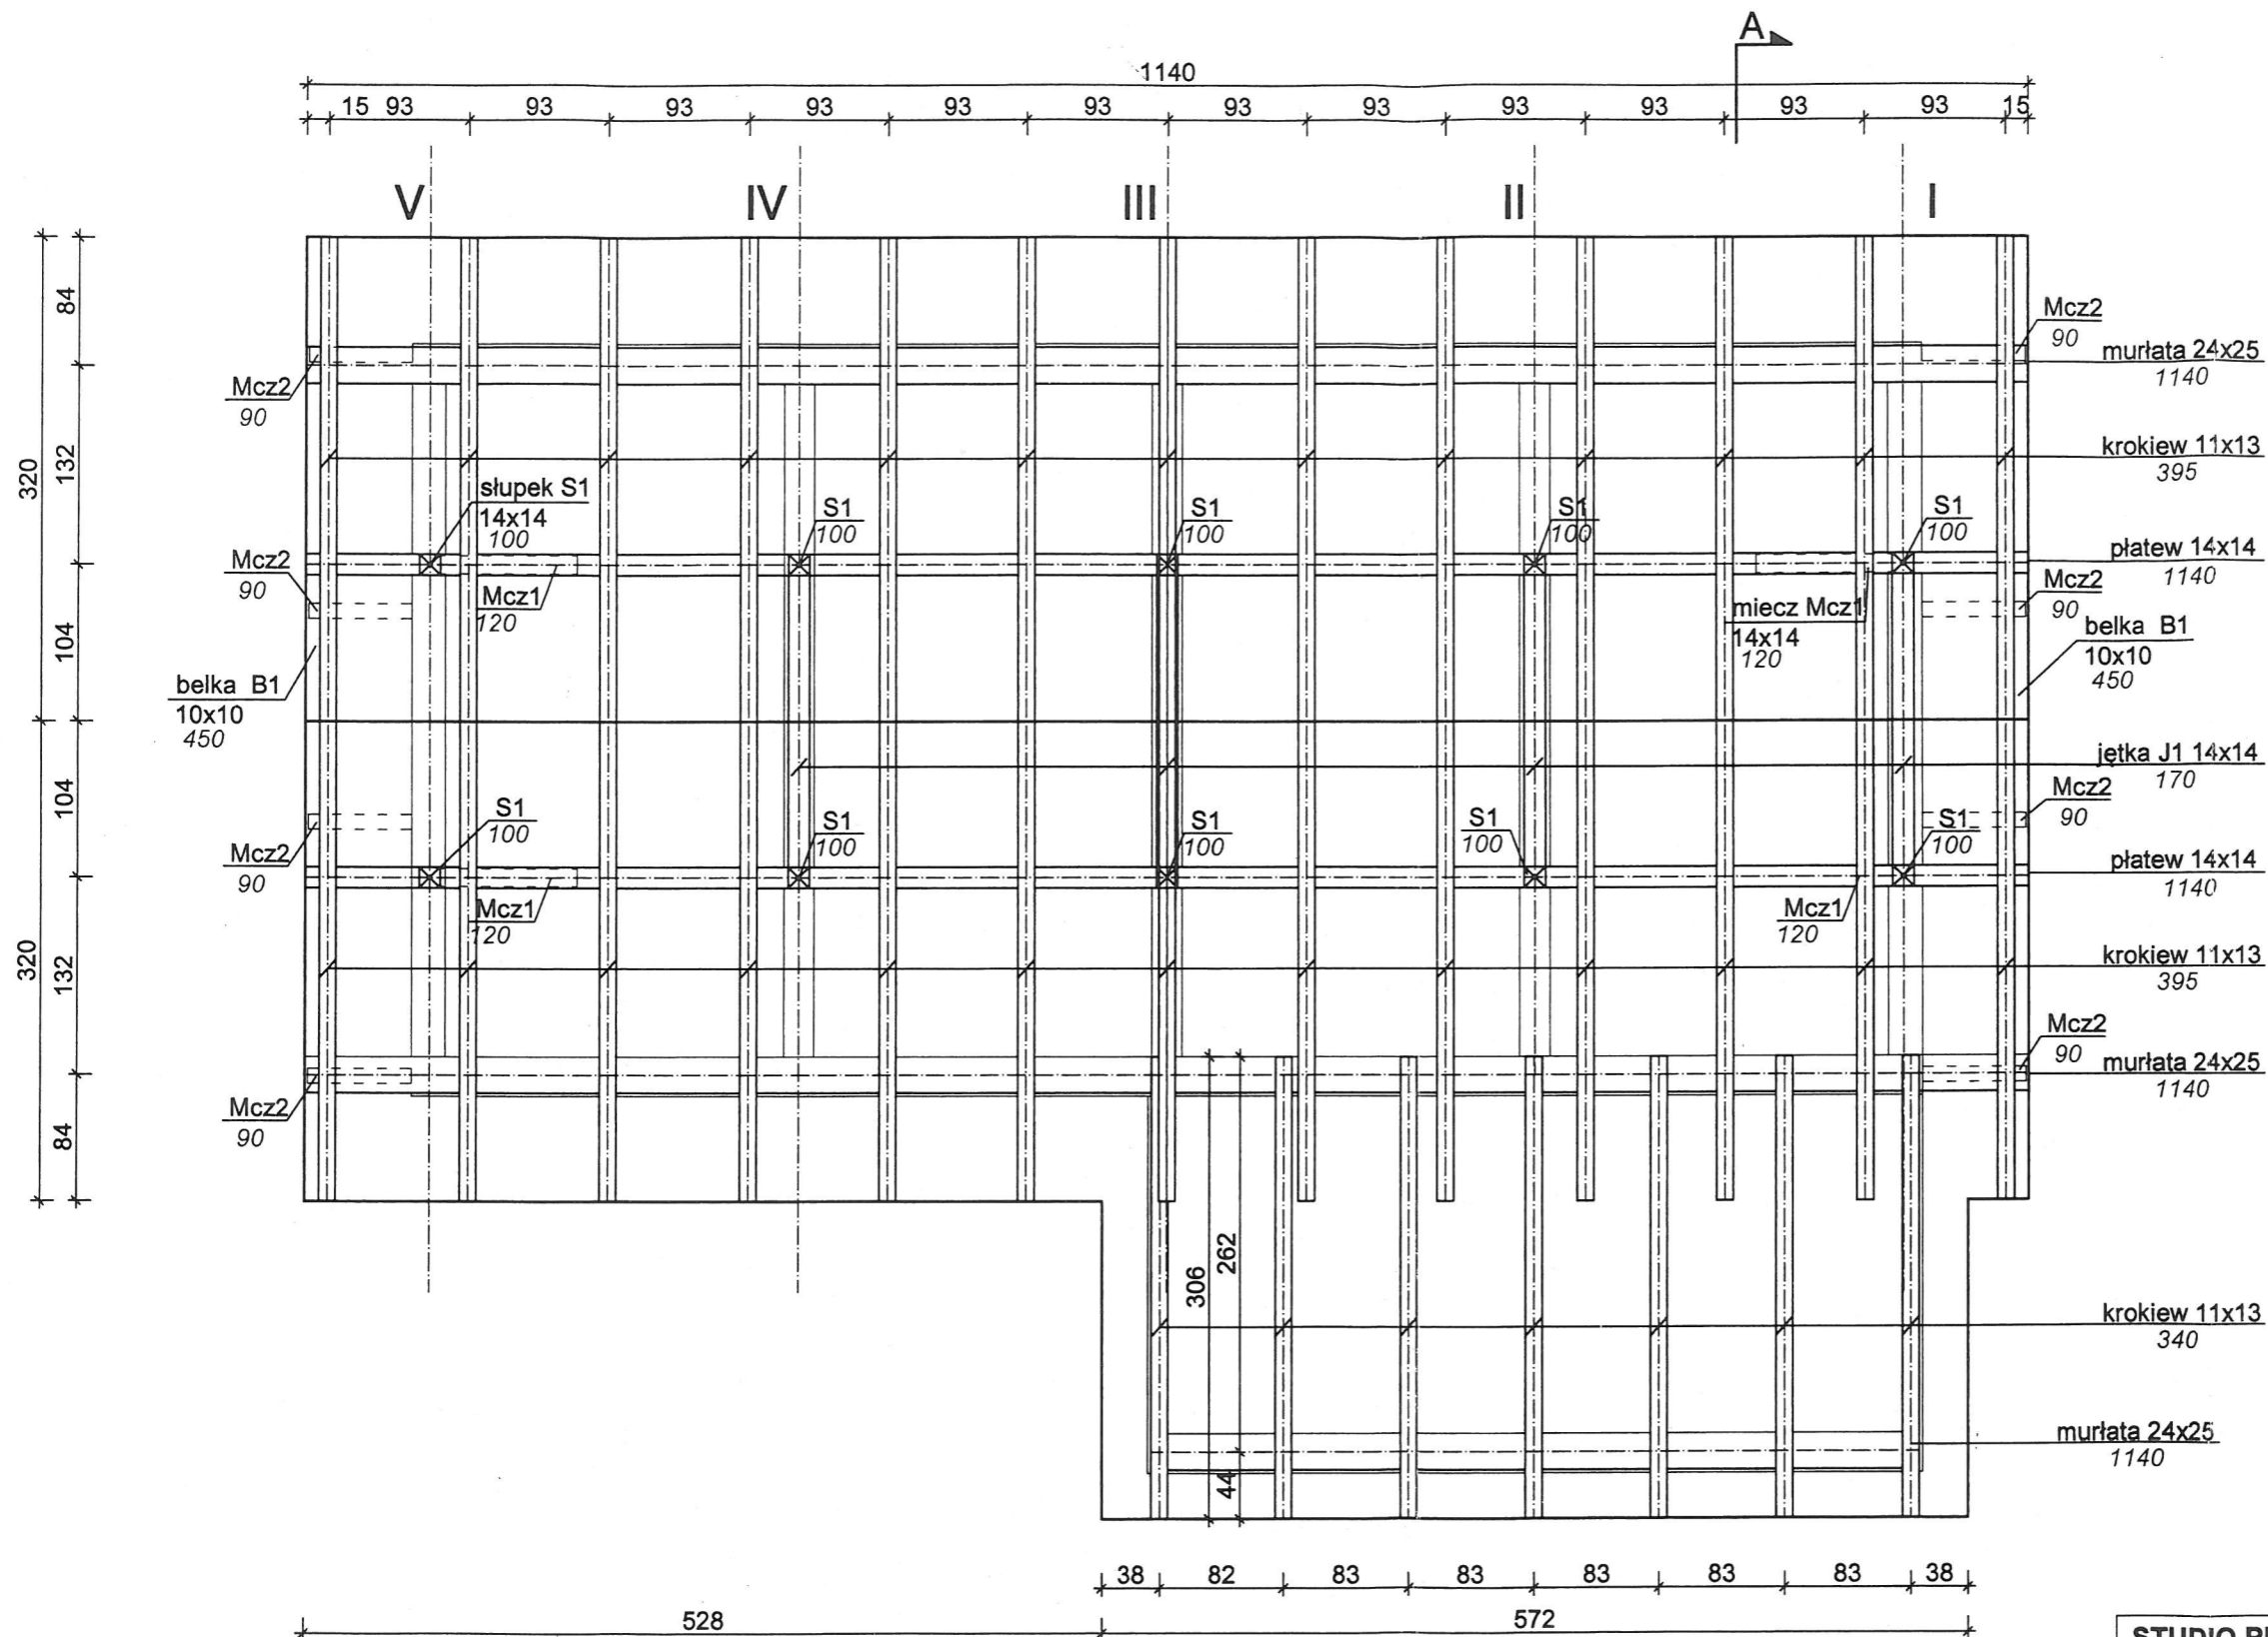 A
1140
15 93 93 93 93 93 93 93 93 93 93 93 93 15
V IV III II I
84
132
104
320
104
132
84
320
Mcz2
90
murłata 24x25
1140
Mcz2
90
krokiew 11x13
395
słupek S1
14x14
100
S1
100
S1
100
S1
100
S1
100
płatew 14x14
1140
Mcz2
90
Mcz1
120
miecz Mcz1
14x14
120
Mcz2
90
belka B1
10x10
450
belka B1
10x10
450
jętka J1 14x14
170
Mcz2
90
S1
100
S1
100
S1
100
S1
100
S1
100
Mcz2
90
płatew 14x14
1140
Mcz1
120
Mcz1
120
krokiew 11x13
395
Mcz2
90
murłata 24x25
1140
Mcz2
90
306
262
krokiew 11x13
340
murłata 24x25
1140
44
38 82 83 83 83 83 83 38
528 572
STUDIO